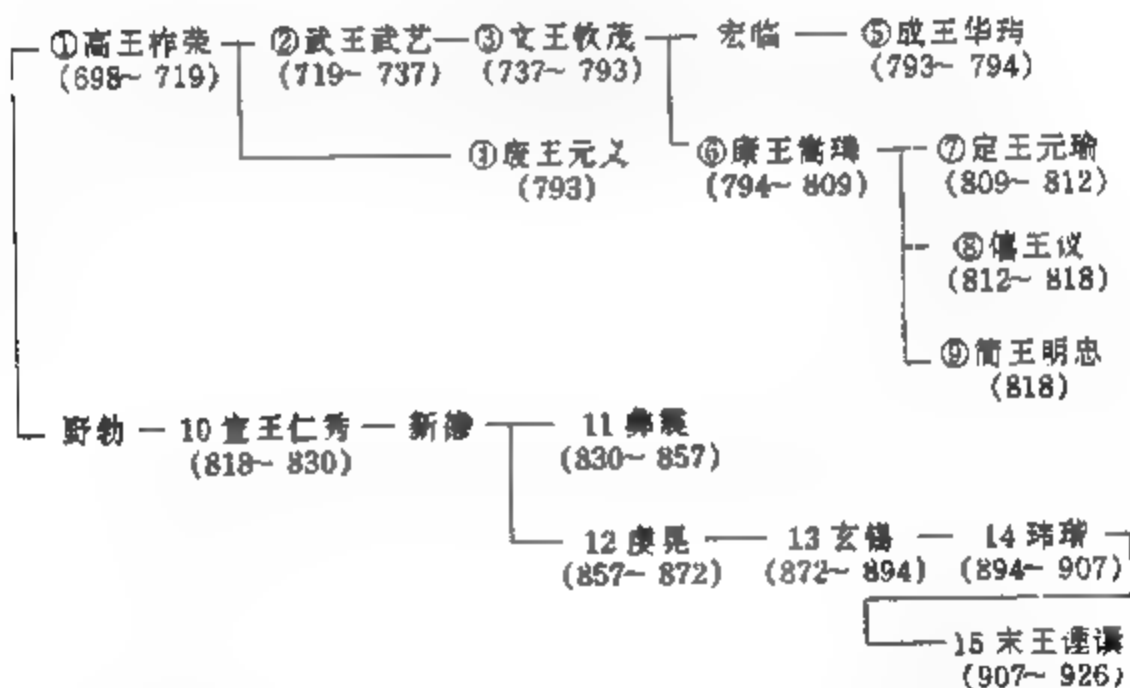 ①高王柞荣 ②武王武艺 ③文王钦茂 宏临 ⑤成王华玙
(698~719) (719~737) (737~793) (793~794)
④废王元义 ⑥康王嵩璘 ⑦定王元瑜
(793) (794~809) (809~812)
⑧僖王议
(812~818)
⑨简王明忠
(818)
野勃 10 宣王仁秀 新德 11 彝震
(818~830) (830~857)
12 虔晃 13 玄锡 14 玮瑎
(857~872) (872~894) (894~907)
15 末王諲譔
(907~926)